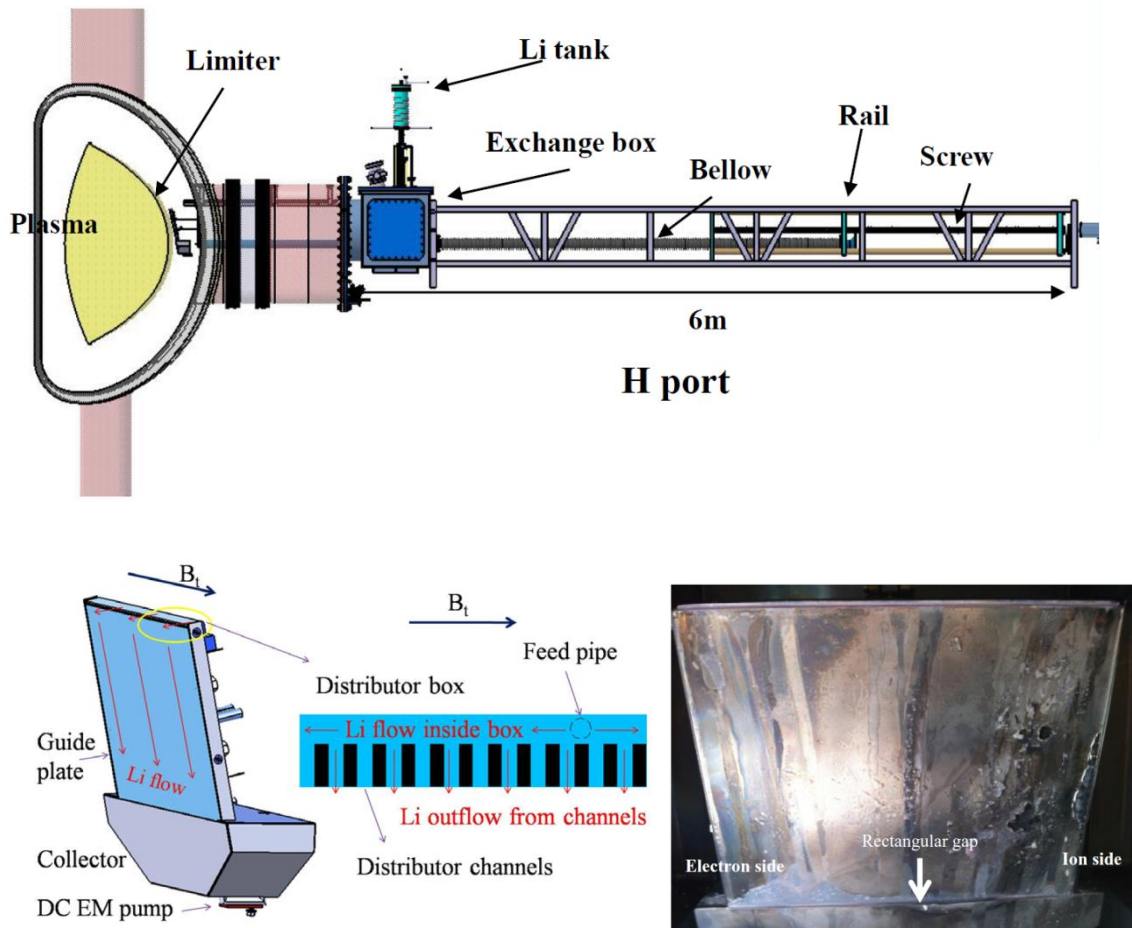 Limiter
Li tank
Exchange box
Rail
Bellow
Screw
Plasma
6m
H port
Bt
Bt
Feed pipe
Distributor box
Li flow inside box
Guide
plate
Li flow
Li outflow from channels
Collector
Distributor channels
DC EM pump
Rectangular gap
Electron side
Ion side